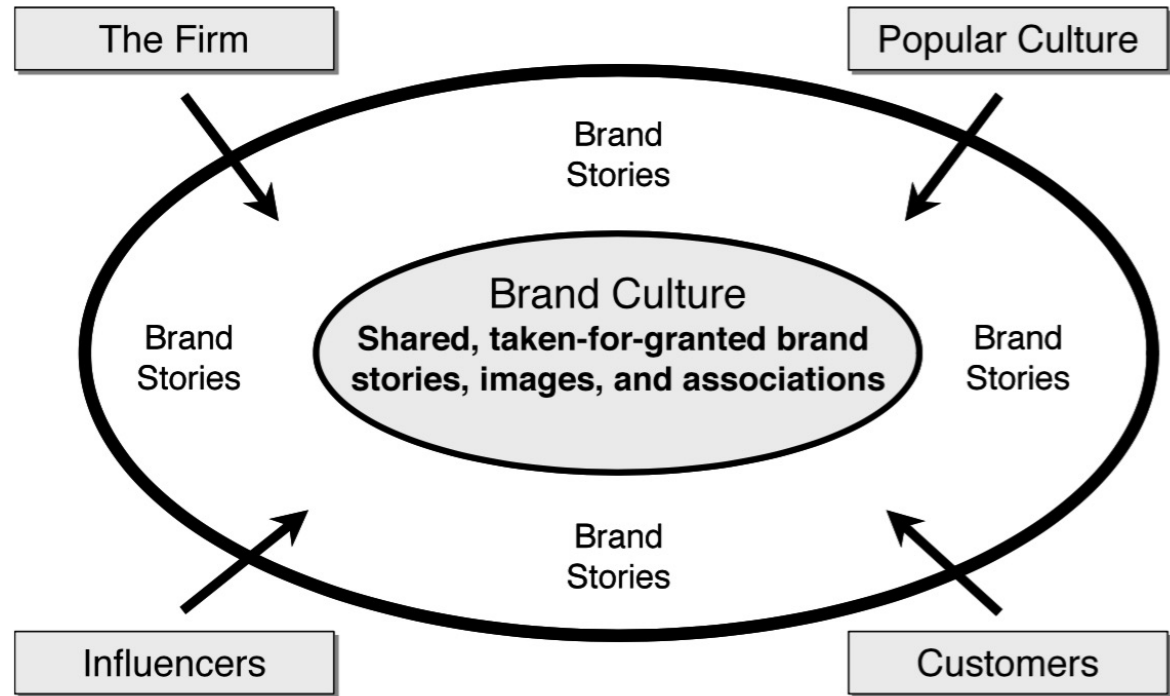 The Firm
Popular Culture
Brand
Stories
Brand Culture
Shared, taken-for-granted brand
stories, images, and associations
Brand
Stories
Brand
Stories
Brand
Stories
Influencers
Customers